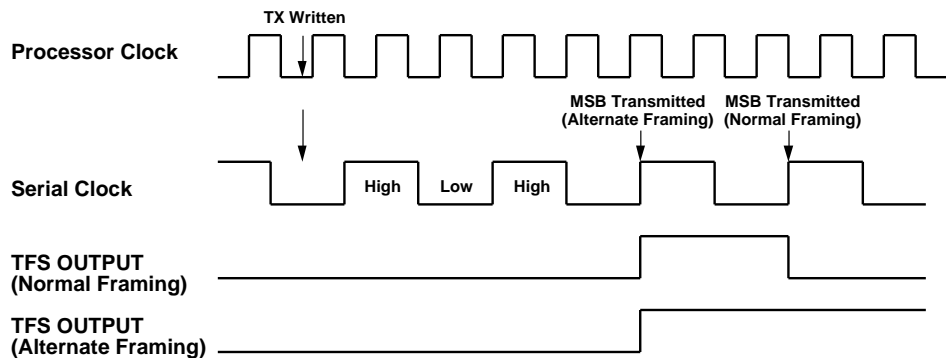 TX Written
Processor Clock
MSB Transmitted
(Alternate Framing)
MSB Transmitted
(Normal Framing)
Serial Clock
High
Low
High
TFS OUTPUT
(Normal Framing)
TFS OUTPUT
(Alternate Framing)